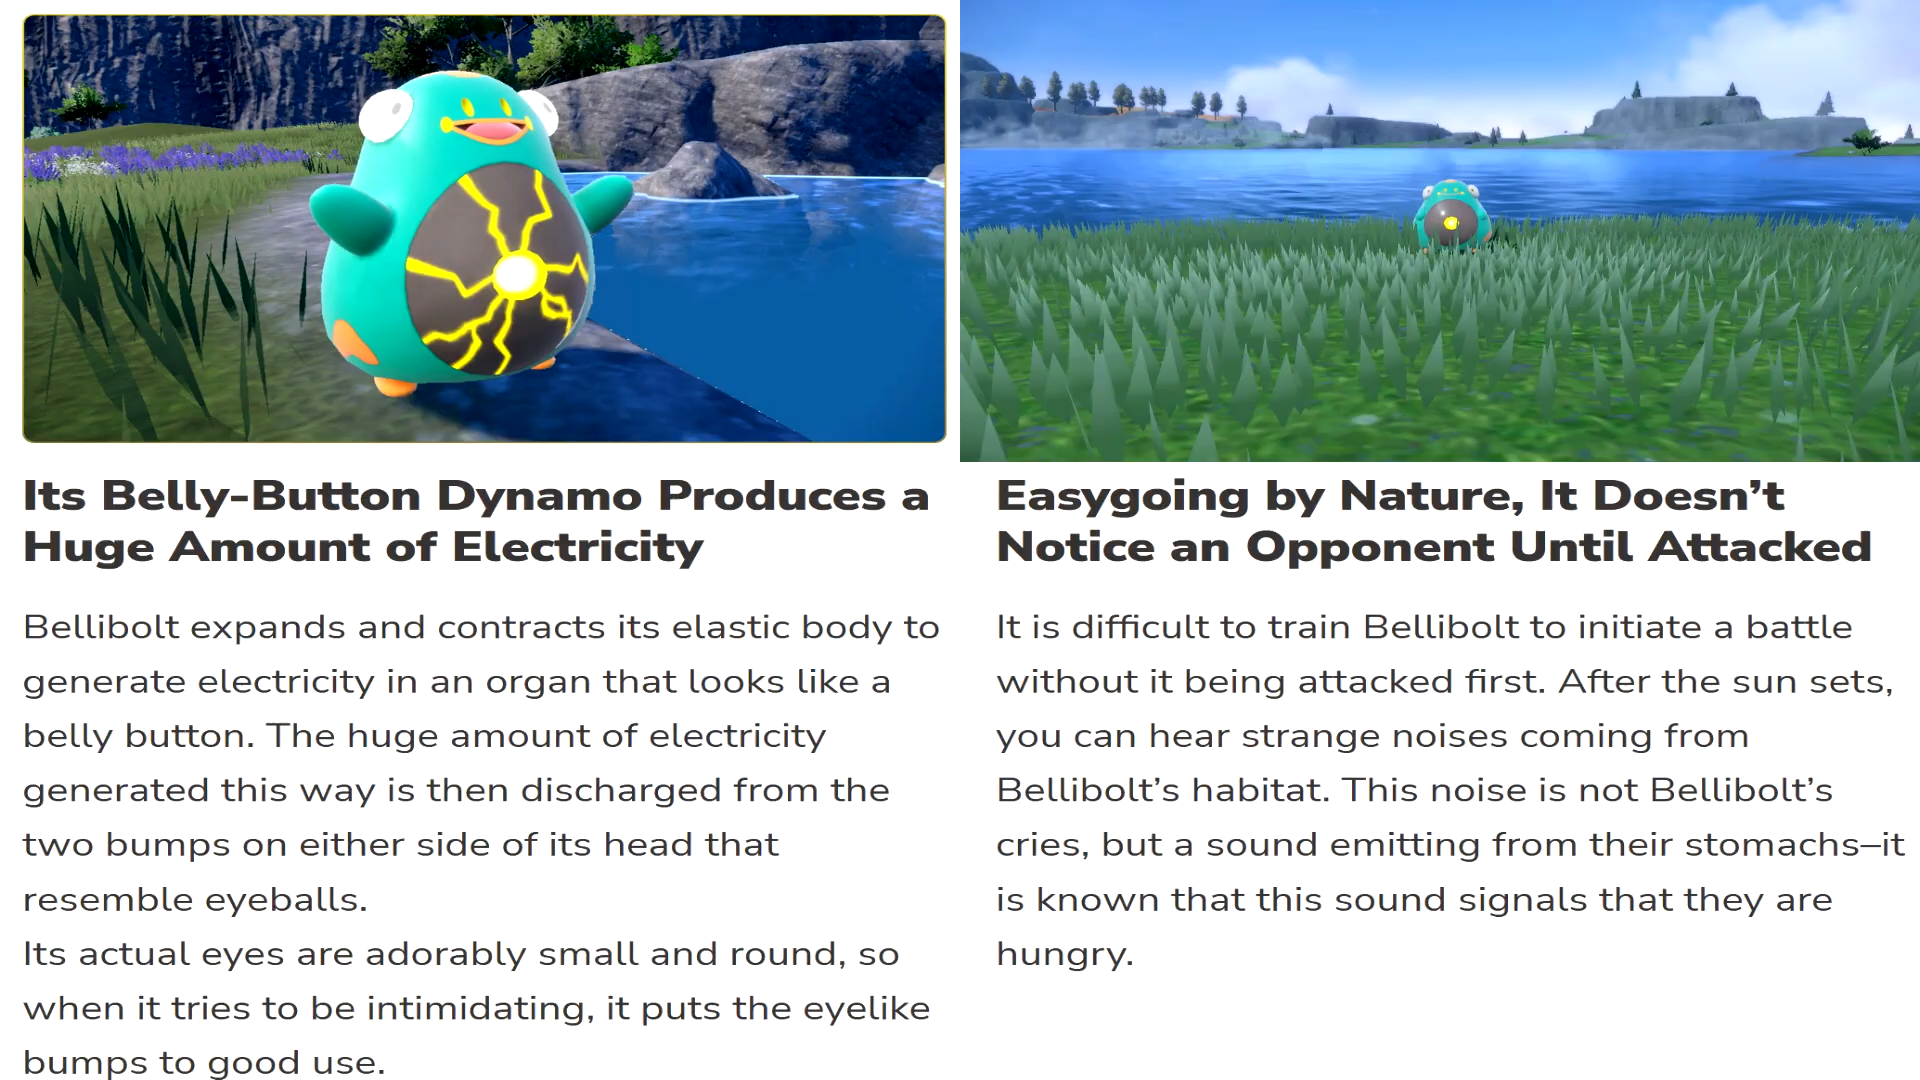 Its Belly-Button Dynamo Produces a
Huge Amount of Electricity
Bellibolt expands and contracts its elastic body to
generate electricity in an organ that looks like a
belly button. The huge amount of electricity
generated this way is then discharged from the
two bumps on either side of its head that
resemble eyeballs.
Its actual eyes are adorably small and round, so
when it tries to be intimidating, it puts the eyelike
bumps to good use.
Easygoing by Nature, It Doesn’t
Notice an Opponent Until Attacked
It is difficult to train Bellibolt to initiate a battle
without it being attacked first. After the sun sets,
you can hear strange noises coming from
Bellibolt’s habitat. This noise is not Bellibolt’s
cries, but a sound emitting from their stomachs–it
is known that this sound signals that they are
hungry.